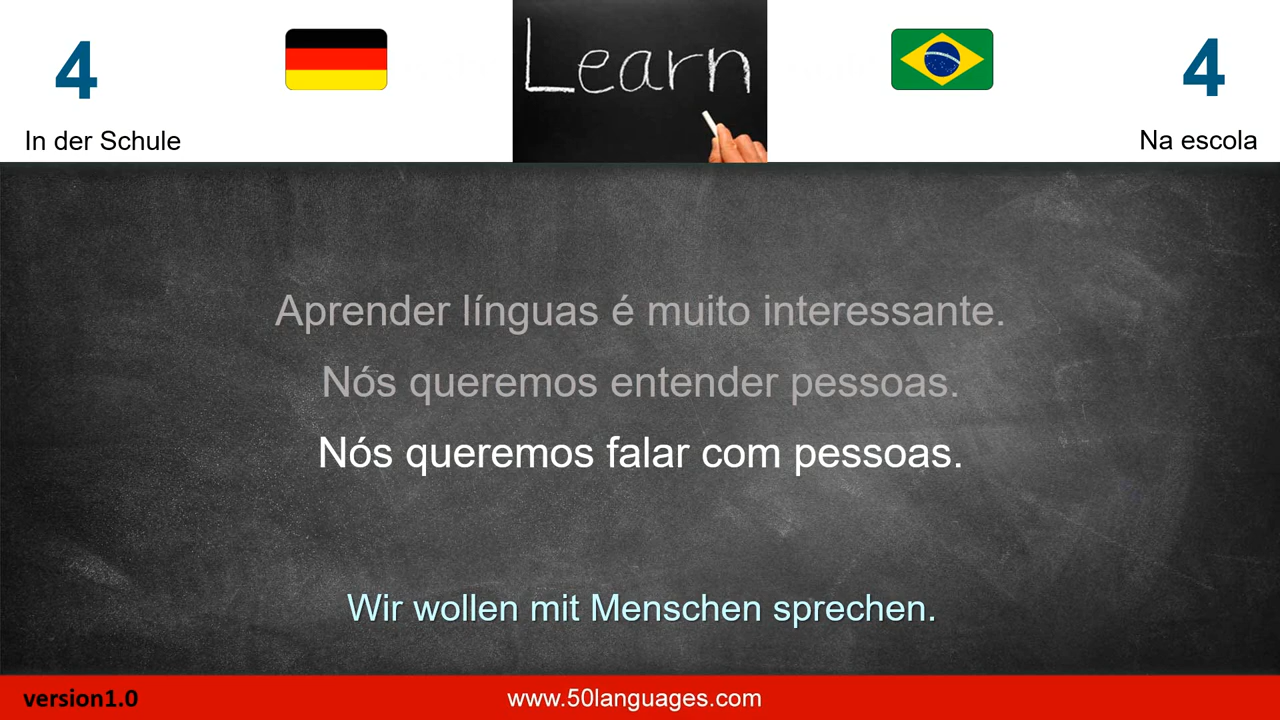 4
Learn
4
In der Schule
Na escola
Aprender línguas é muito interessante.
Nós queremos entender pessoas.
Nós queremos falar com pessoas.
Wir wollen mit Menschen sprechen.
version1.0
www.50languages.com